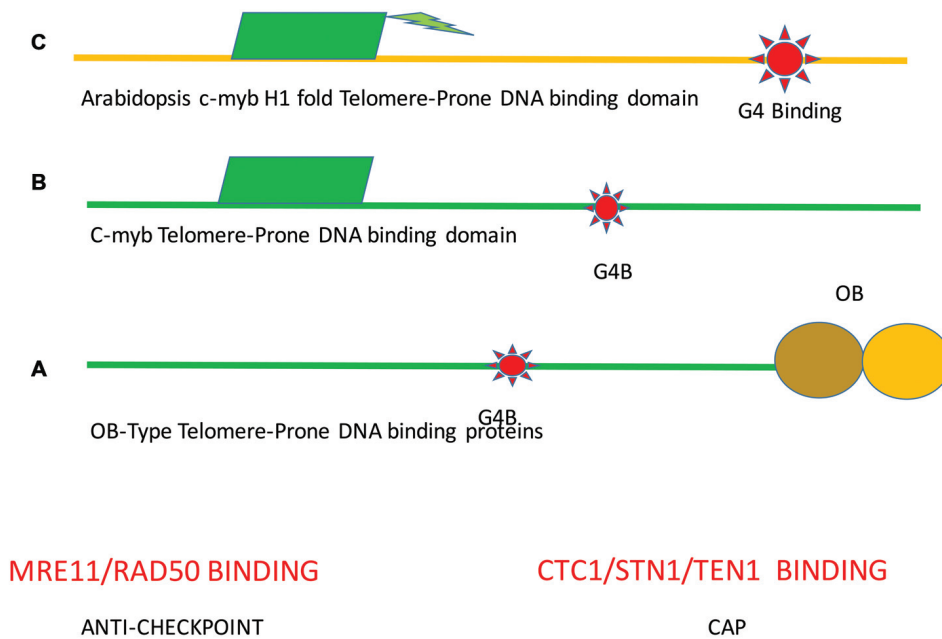 C
Arabidopsis c-myb H1 fold Telomere-Prone DNA binding domain
G4 Binding
B
C-myb Telomere-Prone DNA binding domain
G4B
OB
A
G4B
OB-Type Telomere-Prone DNA binding proteins
MRE11/RAD50 BINDING
CTC1/STN1/TEN1 BINDING
ANTI-CHECKPOINT
CAP